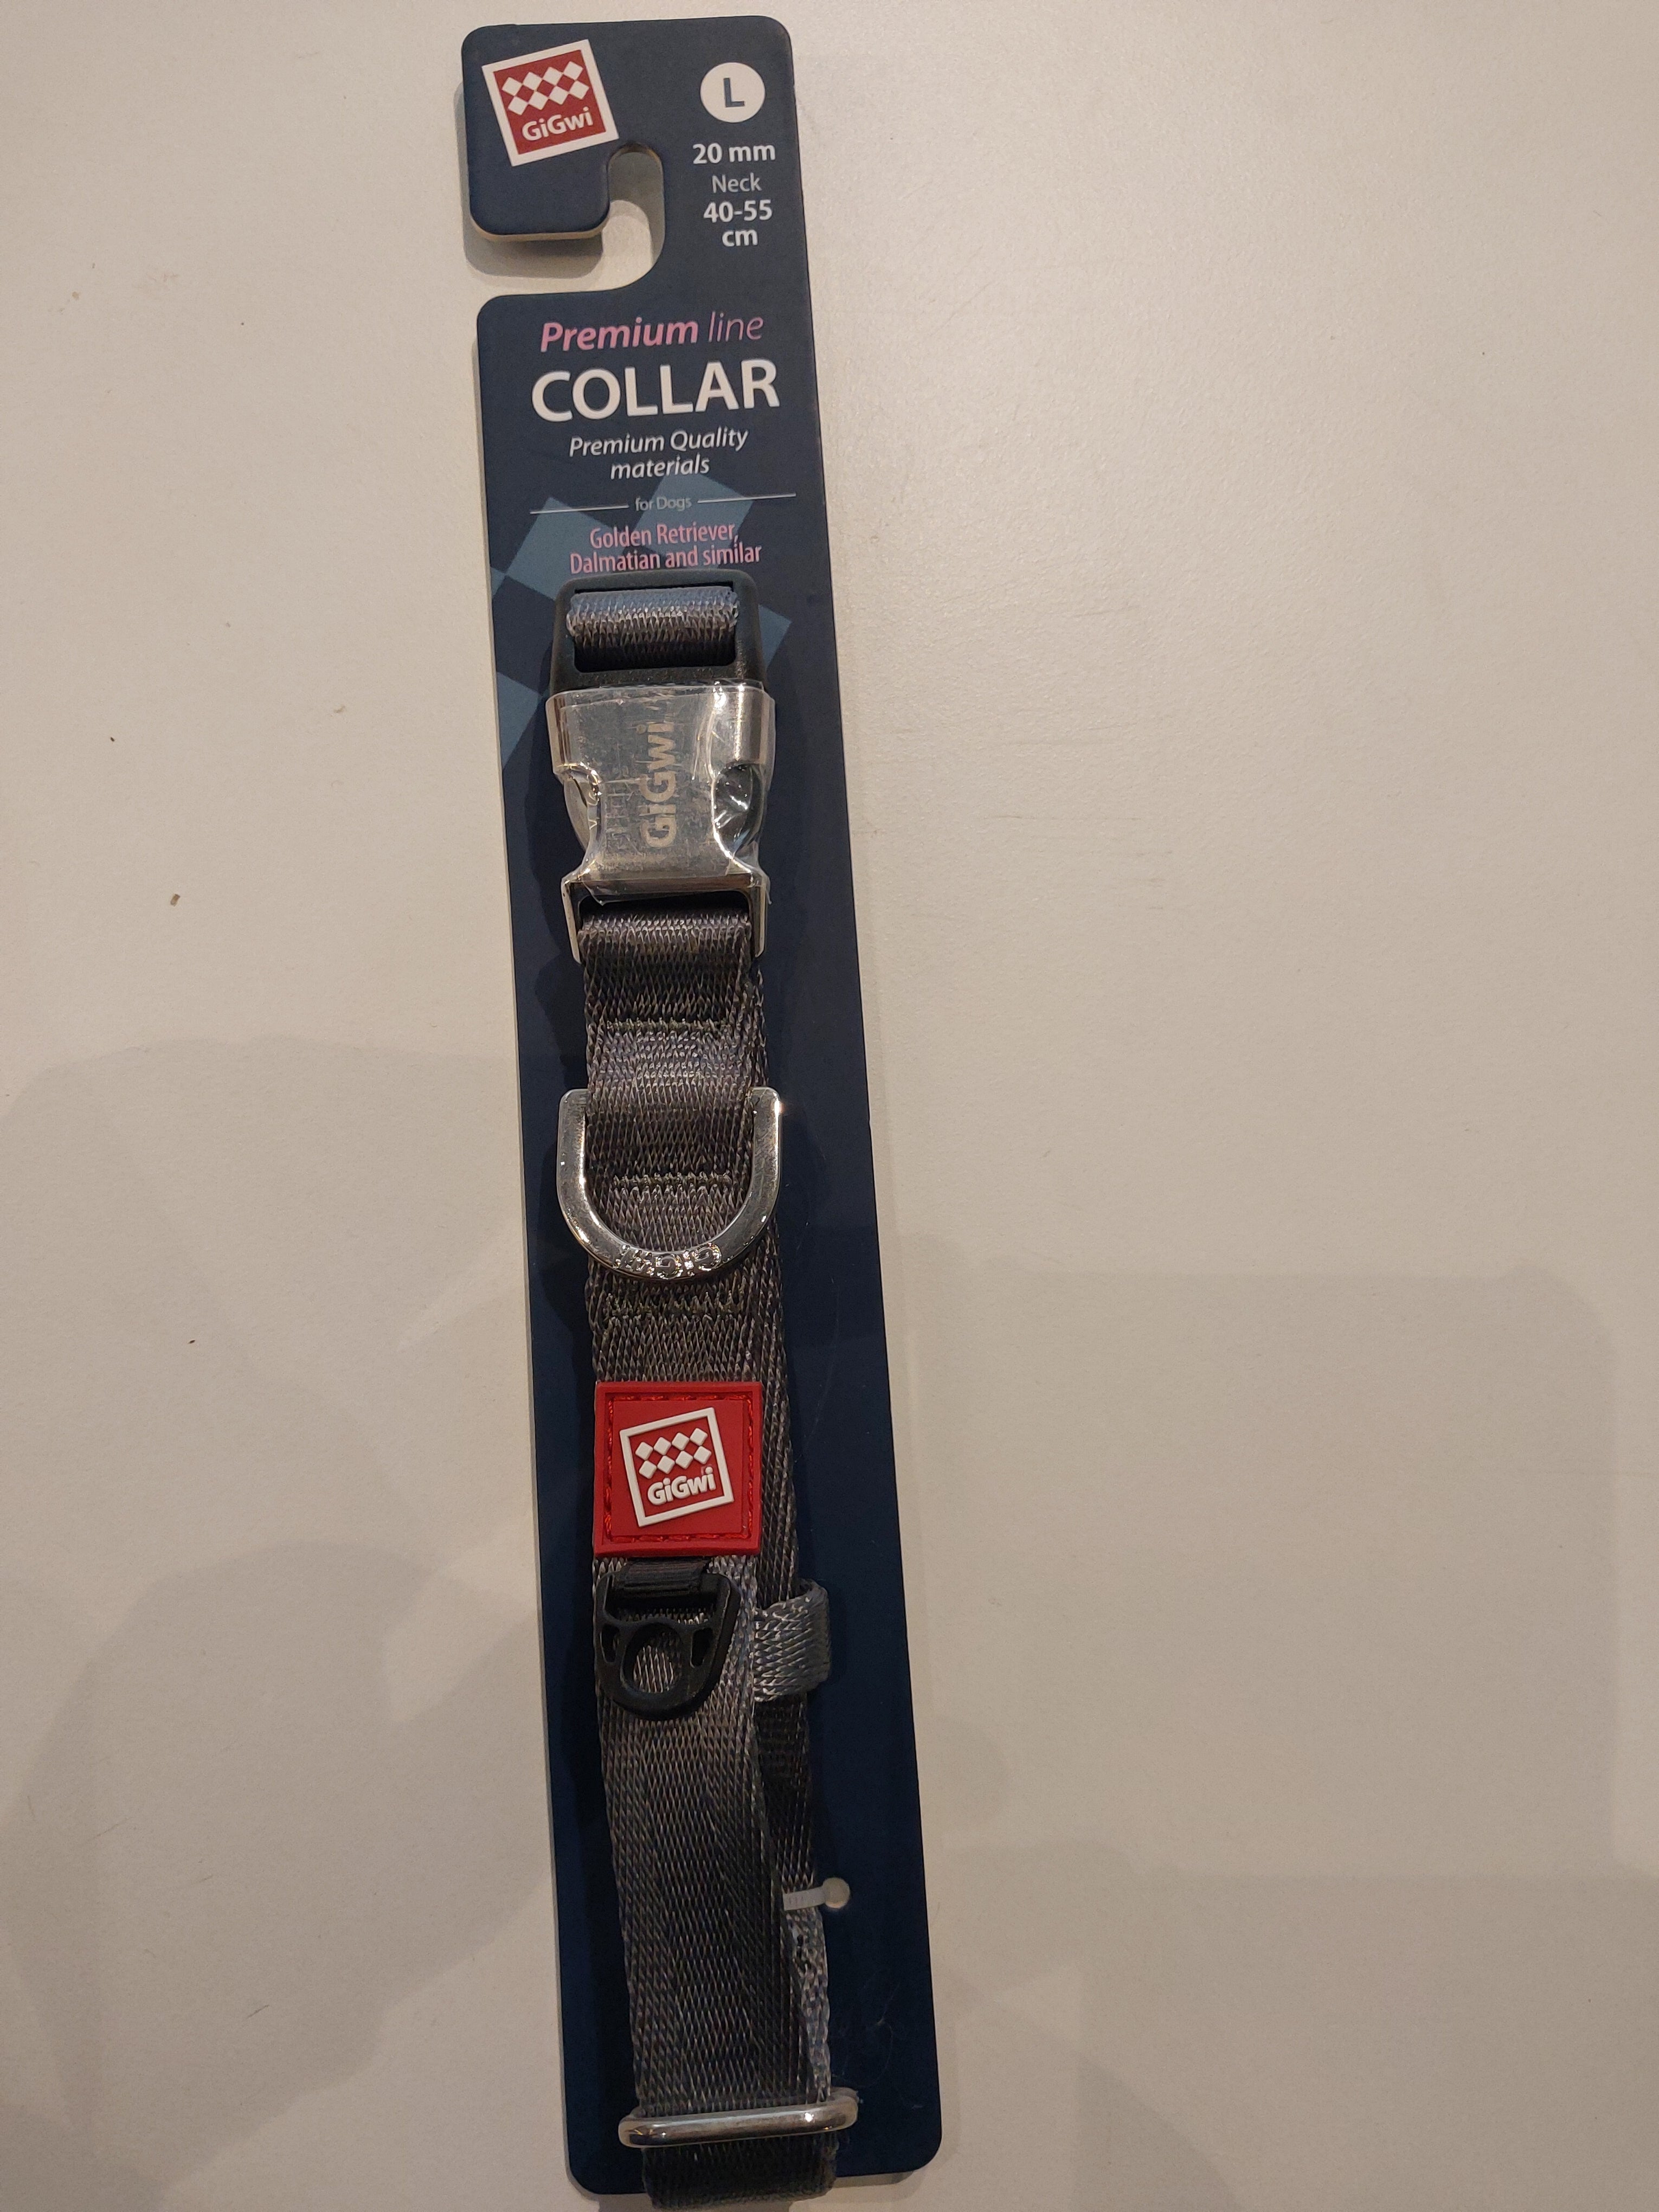 GiGwi
L
20 mm
Neck
40-55
cm
Premium line
COLLAR
Premium Quality
materials
for Dogs
Golden Retriever,
Dalmatian and similar
GiGwi
GiGwi
GiGwi